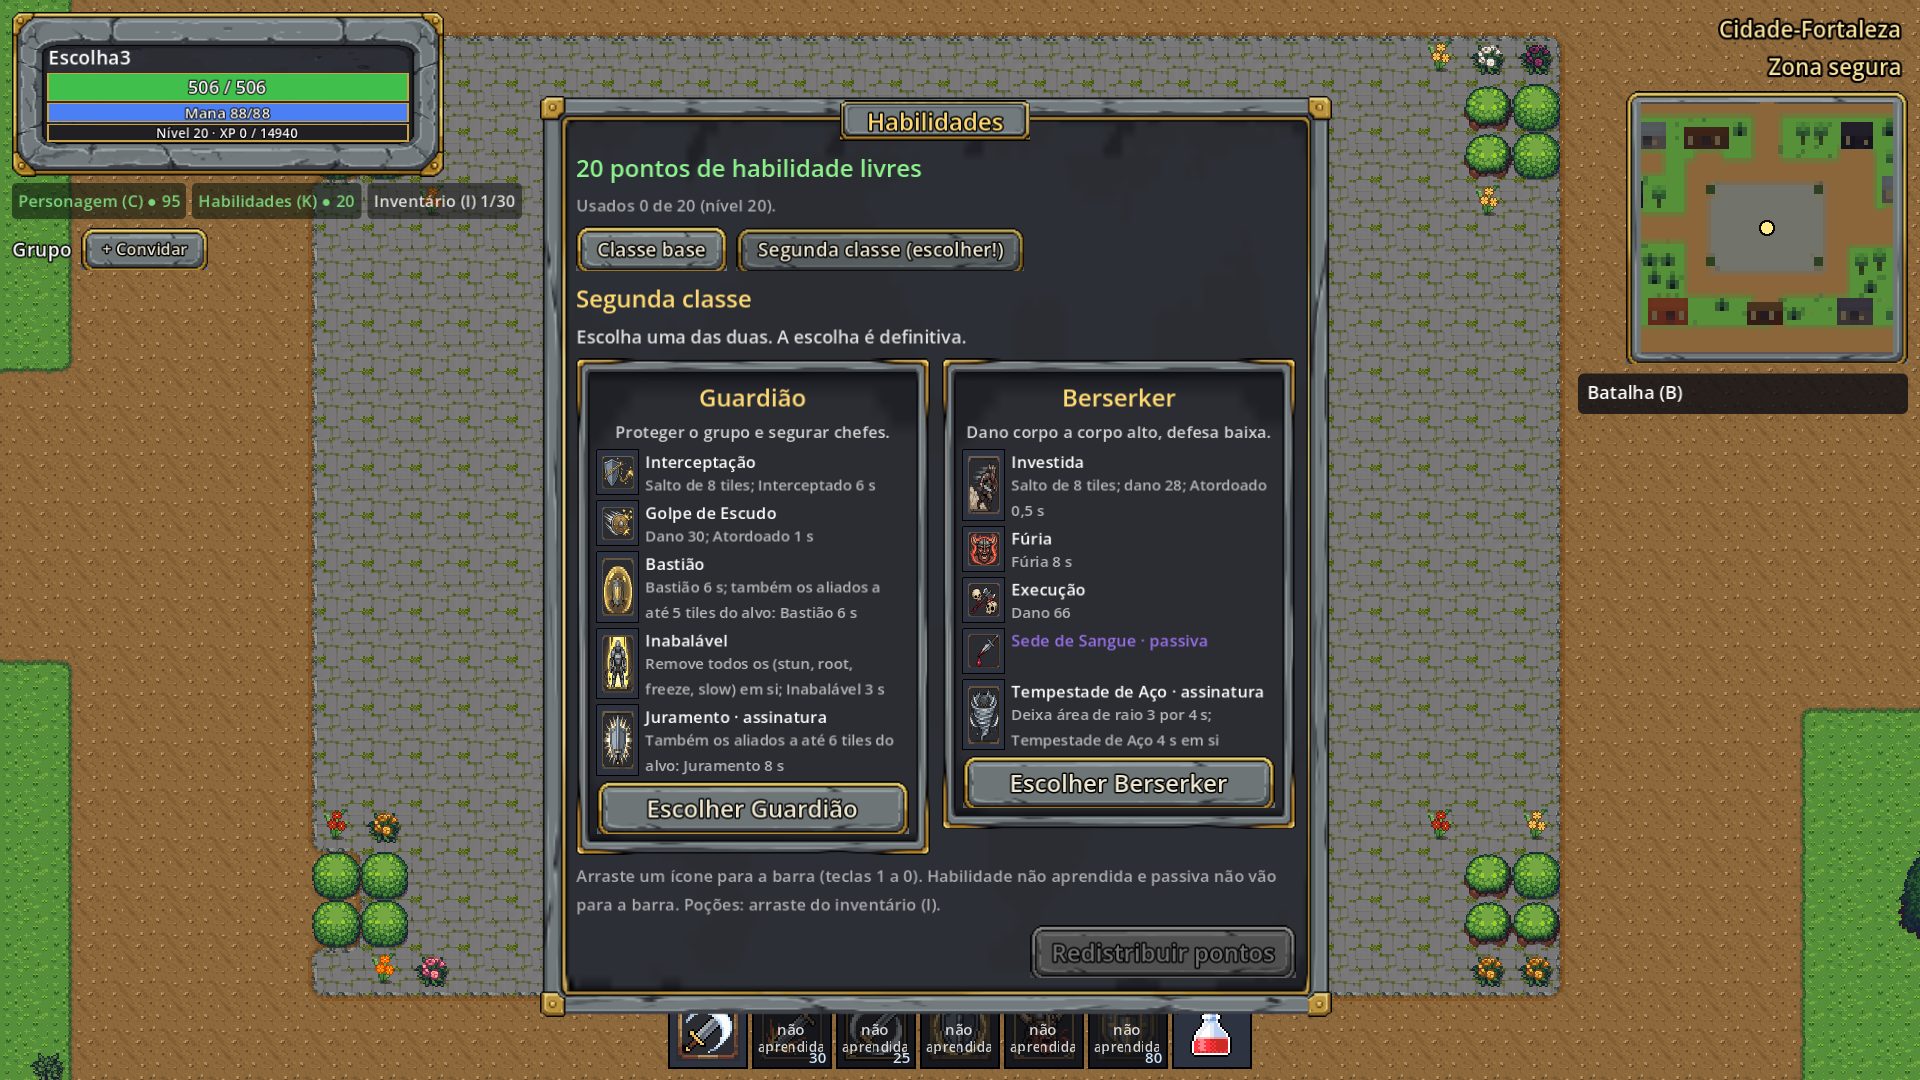 Escolha3
506 / 506
Mana 88/88
Nível 20 · XP 0 / 14940
Personagem (C) ● 95
Habilidades (K) ● 20
Inventário (I) 1/30
Grupo
+ Convidar
Cidade-Fortaleza
Zona segura
Batalha (B)
Habilidades
20 pontos de habilidade livres
Usados 0 de 20 (nível 20).
Classe base
Segunda classe (escolher!)
Segunda classe
Escolha uma das duas. A escolha é definitiva.
Guardião
Proteger o grupo e segurar chefes.
Interceptação
Salto de 8 tiles; Interceptado 6 s
Golpe de Escudo
Dano 30; Atordoado 1 s
Bastião
Bastião 6 s; também os aliados a
até 5 tiles do alvo: Bastião 6 s
Inabalável
Remove todos os (stun, root,
freeze, slow) em si; Inabalável 3 s
Juramento · assinatura
Também os aliados a até 6 tiles do
alvo: Juramento 8 s
Escolher Guardião
Berserker
Dano corpo a corpo alto, defesa baixa.
Investida
Salto de 8 tiles; dano 28; Atordoado
0,5 s
Fúria
Fúria 8 s
Execução
Dano 66
Sede de Sangue · passiva
Tempestade de Aço · assinatura
Deixa área de raio 3 por 4 s;
Tempestade de Aço 4 s em si
Escolher Berserker
Arraste um ícone para a barra (teclas 1 a 0). Habilidade não aprendida e passiva não vão
para a barra. Poções: arraste do inventário (I).
Redistribuir pontos
não
aprendida
30
não
aprendida
25
não
aprendida
não
aprendida
não
aprendida
80